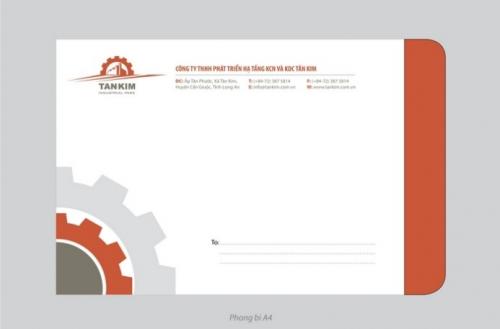 TANKIM
INDUSTRIAL PARK
CÔNG TY TNHH PHÁT TRIỂN HẠ TẦNG KCN VÀ KDC TÂN KIM
ĐC: Ấp Tân Phước, Xã Tân Kim,
Huyện Cần Giuộc, Tỉnh Long An
T: (+84-72) 387 5814
E: info@tankim.com.vn
F: (+84-72) 387 5814
W: www.tankim.com.vn
To:
Phong bì A4